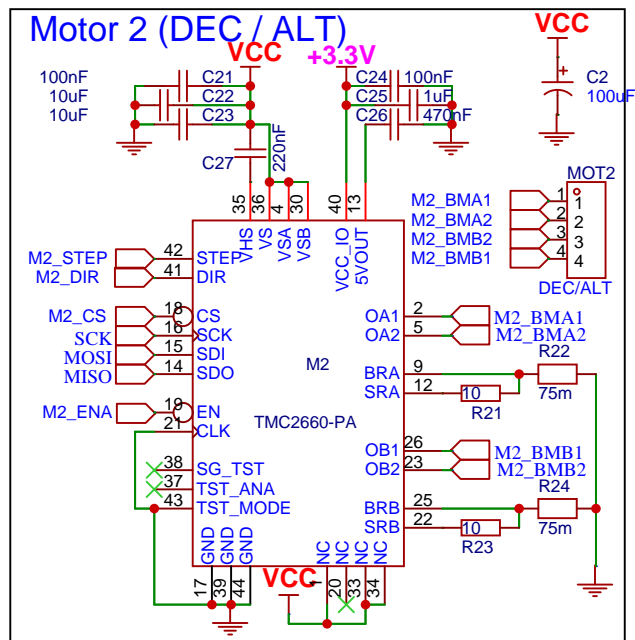 Motor 2 (DEC / ALT)
VCC
+3.3V
VCC
100nF C21
10uF C22
10uF C23
C24 100nF
C25 1uF
C26 470nF
C2
100uF
C27 220nF
MOT2
M2_BMA1 1 1
M2_BMA2 2 2
M2_BMB2 3 3
M2_BMB1 4 4
DEC/ALT
35 36 4 30 40 13
VHS VS VSA VSB VCC_IO 5VOUT
M2_STEP 42 STEP
M2_DIR 41 DIR
M2_CS 18 CS
SCK 16 SCK
MOSI 15 SDI
MISO 14 SDO
M2_ENA 19 EN
21 CLK
38 SG_TST
37 TST_ANA
43 TST_MODE
M2
TMC2660-PA
OA1 2 M2_BMA1
OA2 5 M2_BMA2
BRA 9 R22
75m
SRA 12 10
R21
OB1 26 M2_BMB1
OB2 23 M2_BMB2
BRB 25 R24
75m
SRB 22 10
R23
GND GND GND NC NC NC NC
17 39 44 1 20 33 34
VCC